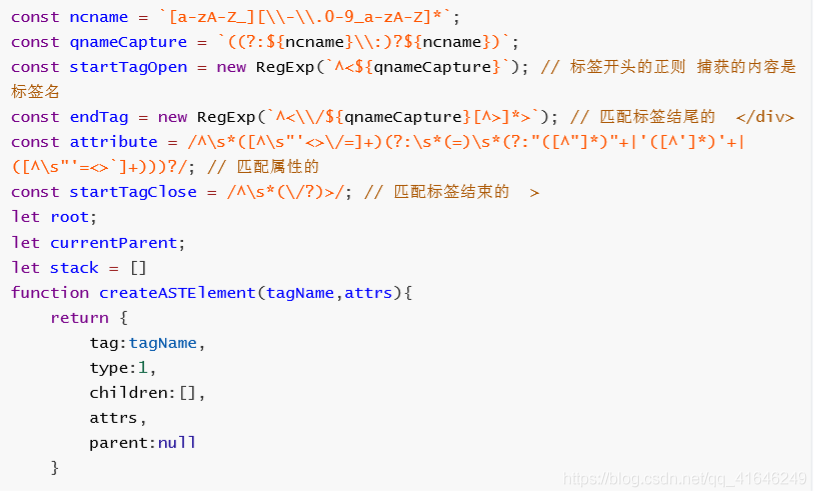 const ncname = `[a-zA-Z_][\\-\\.0-9_a-zA-Z]*`;
const qnameCapture = `((?:${ncname}\\:)?${ncname})`;
const startTagOpen = new RegExp(`^<${qnameCapture}`); // 标签开头的正则 捕获的内容是
标签名
const endTag = new RegExp(`^<\\/${qnameCapture}[^>]*>`); // 匹配标签结尾的 </div>
const attribute = /^\s*([^\s"'<>\/=]+)(?:\s*(=)\s*(?:"([^"]*)"+|'([^']*)'+|
([^\s"'=<>`]+)))?/; // 匹配属性的
const startTagClose = /^\s*(\/?)>/; // 匹配标签结束的 >
let root;
let currentParent;
let stack = []
function createASTElement(tagName,attrs){
    return {
        tag:tagName,
        type:1,
        children:[],
        attrs,
        parent:null
    }
https://blog.csdn.net/qq_41646249